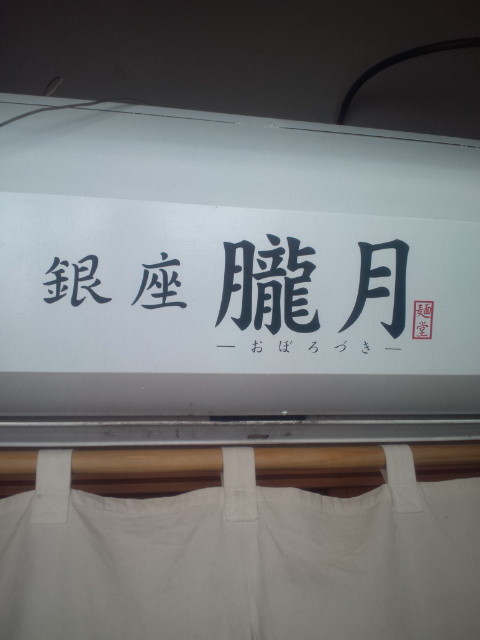 銀座 朧月 麺堂
— おぼろづき —